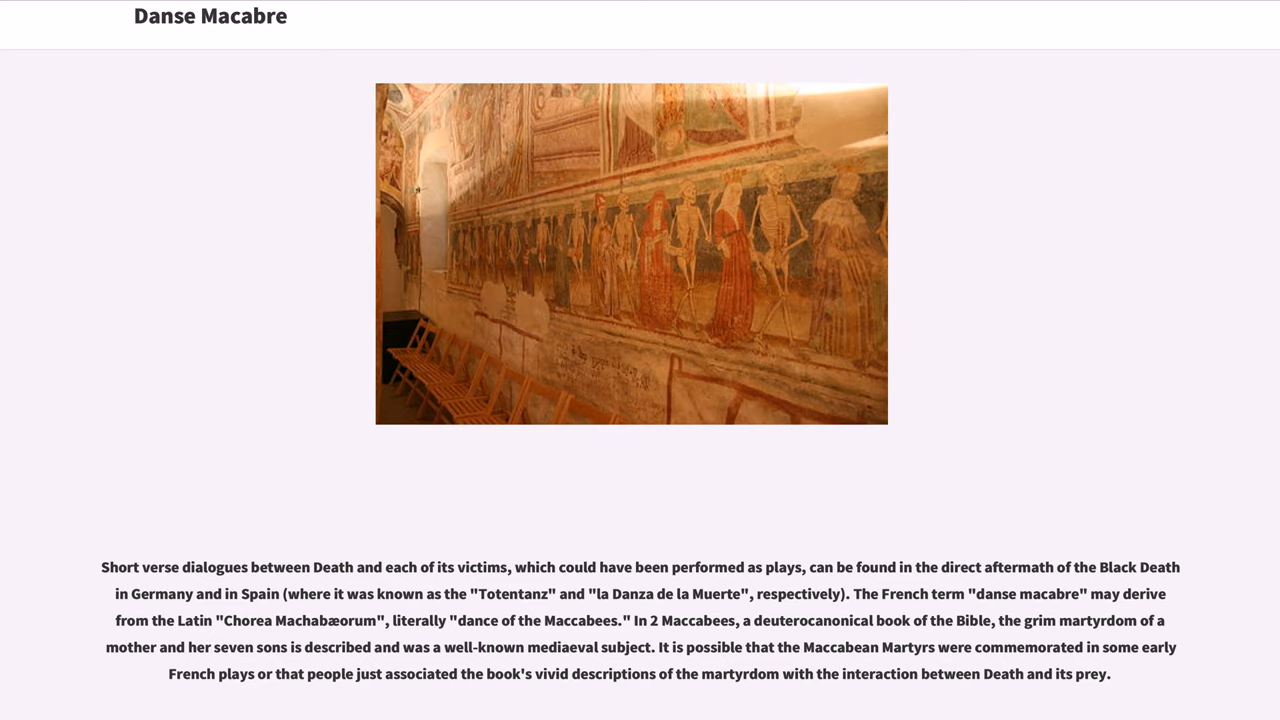 Danse Macabre
Short verse dialogues between Death and each of its victims, which could have been performed as plays, can be found in the direct aftermath of the Black Death
in Germany and in Spain (where it was known as the "Totentanz" and "la Danza de la Muerte", respectively). The French term "danse macabre" may derive
from the Latin "Chorea Machabæorum", literally "dance of the Maccabees." In 2 Maccabees, a deuterocanonical book of the Bible, the grim martyrdom of a
mother and her seven sons is described and was a well-known mediaeval subject. It is possible that the Maccabean Martyrs were commemorated in some early
French plays or that people just associated the book's vivid descriptions of the martyrdom with the interaction between Death and its prey.